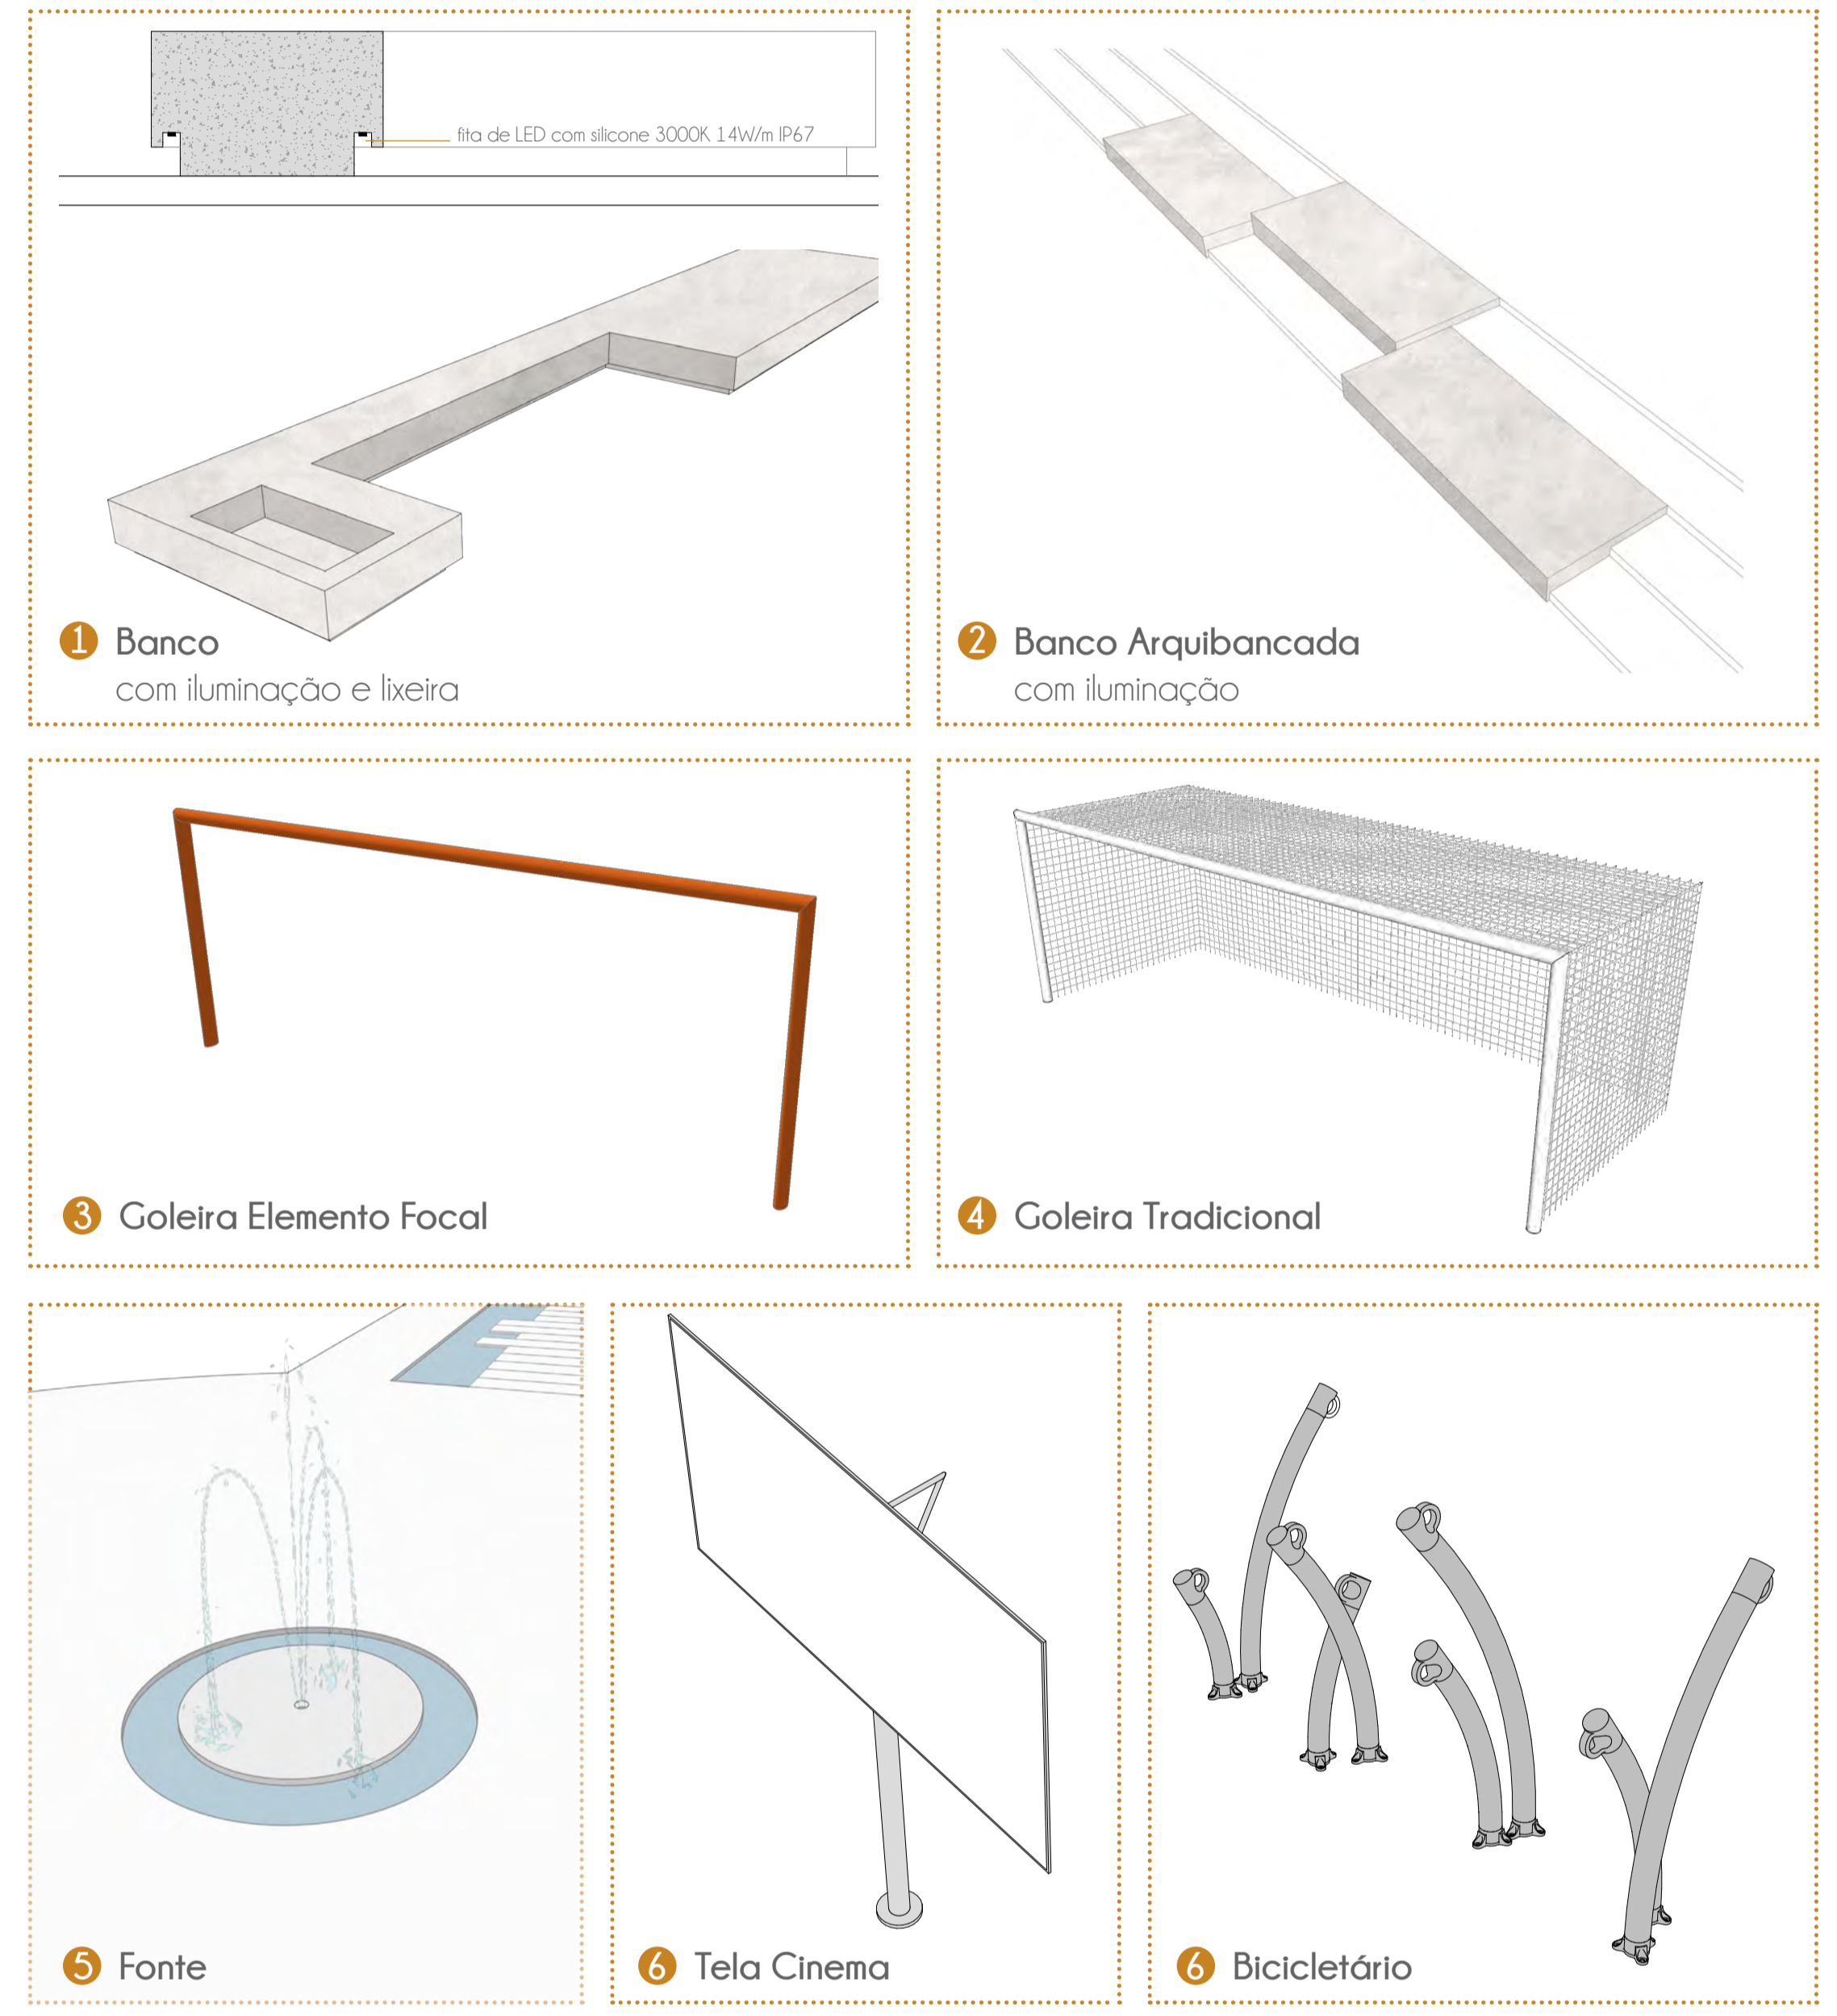 fita de LED com silicone 3000K 14W/m IP67
1 Banco
com iluminação e lixeira
2 Banco Arquibancada
com iluminação
3 Goleira Elemento Focal
4 Goleira Tradicional
5 Fonte
6 Tela Cinema
6 Bicicletário